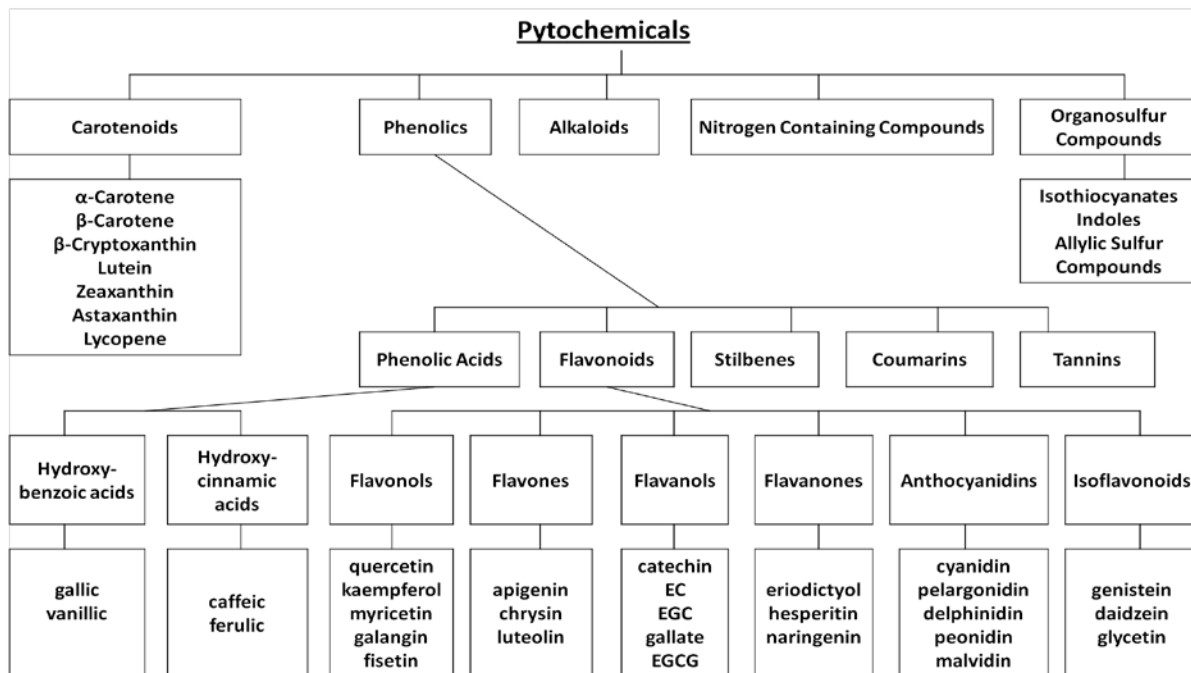 Pytochemicals
Carotenoids
Phenolics
Alkaloids
Nitrogen Containing Compounds
Organosulfur
Compounds
α-Carotene
β-Carotene
β-Cryptoxanthin
Lutein
Zeaxanthin
Astaxanthin
Lycopene
Isothiocyanates
Indoles
Allylic Sulfur
Compounds
Phenolic Acids
Flavonoids
Stilbenes
Coumarins
Tannins
Hydroxy-
benzoic acids
Hydroxy-
cinnamic
acids
Flavonols
Flavones
Flavanols
Flavanones
Anthocyanidins
Isoflavonoids
gallic
vanillic
caffeic
ferulic
quercetin
kaempferol
myricetin
galangin
fisetin
apigenin
chrysin
luteolin
catechin
EC
EGC
gallate
EGCG
eriodictyol
hesperitin
naringenin
cyanidin
pelargonidin
delphinidin
peonidin
malvidin
genistein
daidzein
glycetin